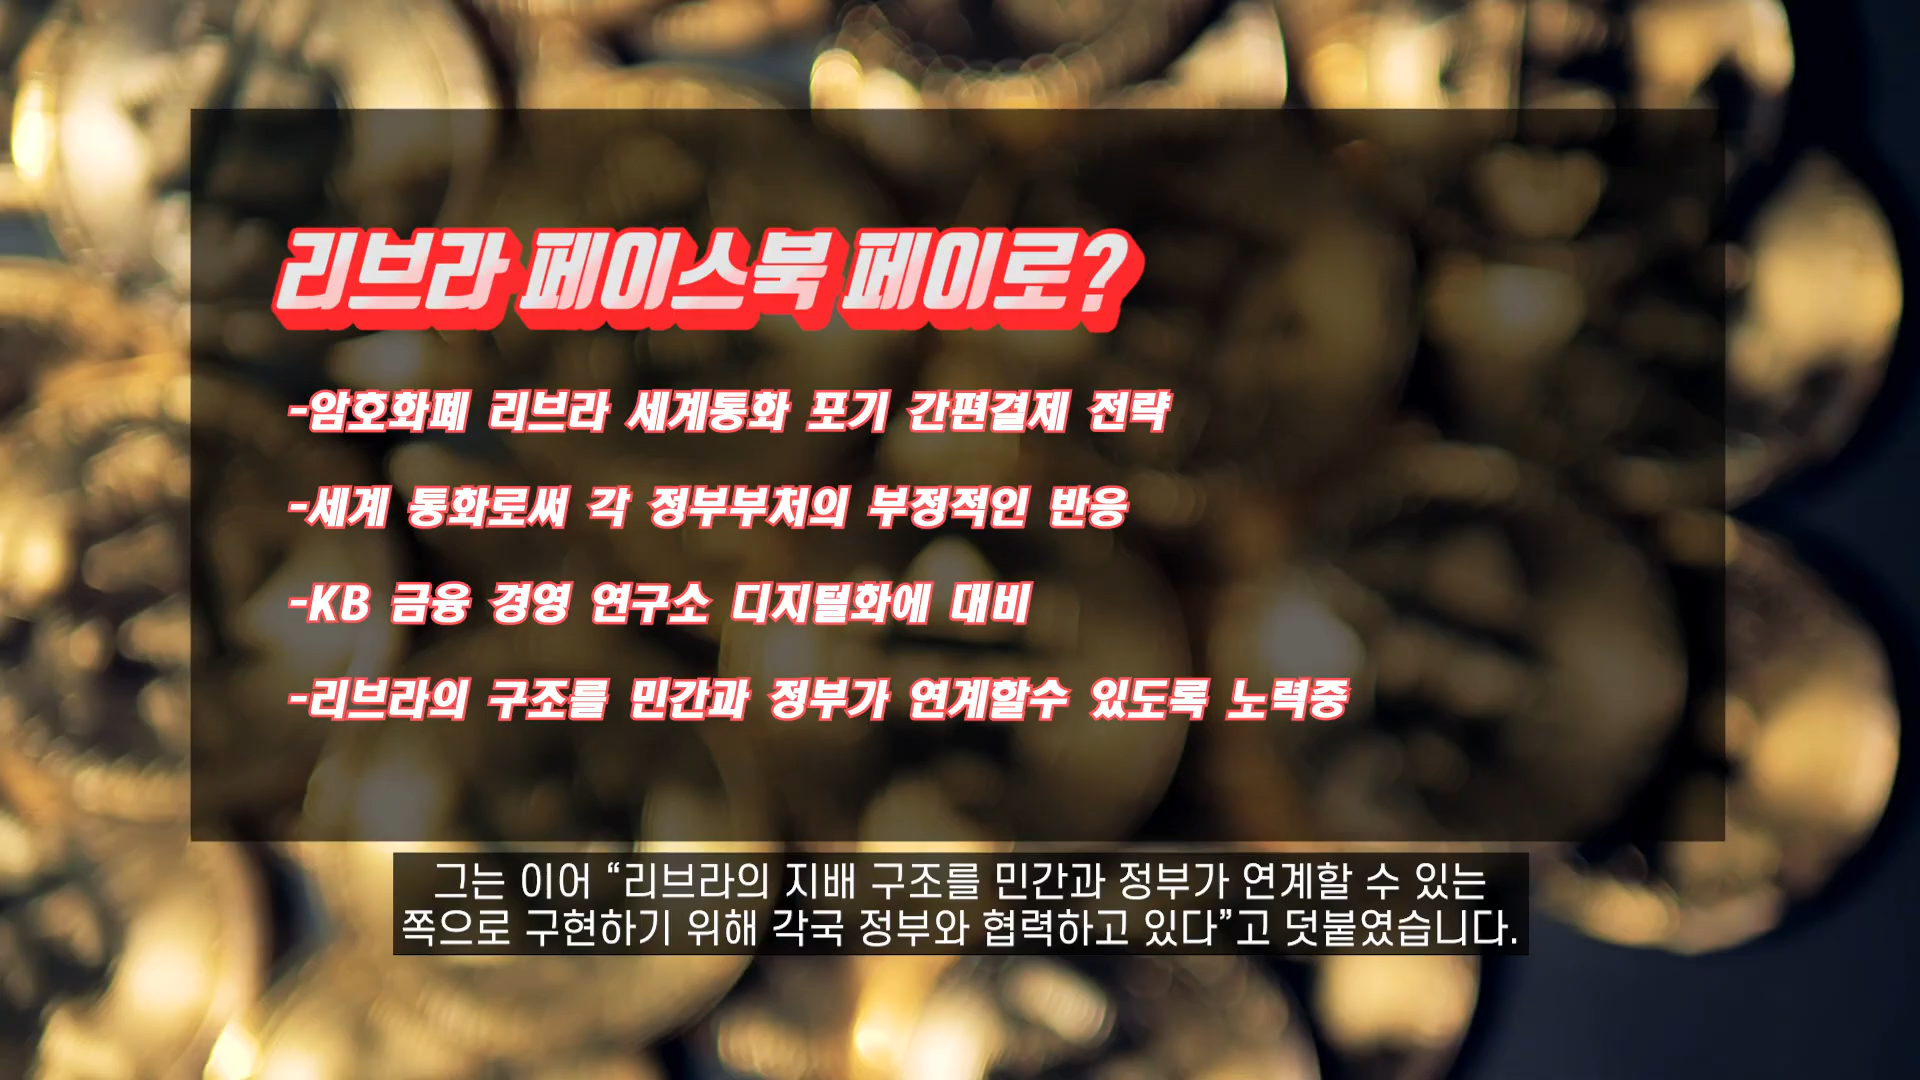 리브라 페이스북 페이로?
-암호화폐 리브라 세계통화 포기 간편결제 전략
-세계 통화로써 각 정부부처의 부정적인 반응
-KB 금융 경영 연구소 디지털화에 대비
-리브라의 구조를 민간과 정부가 연계할수 있도록 노력중
그는 이어 “리브라의 지배 구조를 민간과 정부가 연계할 수 있는
쪽으로 구현하기 위해 각국 정부와 협력하고 있다”고 덧붙였습니다.